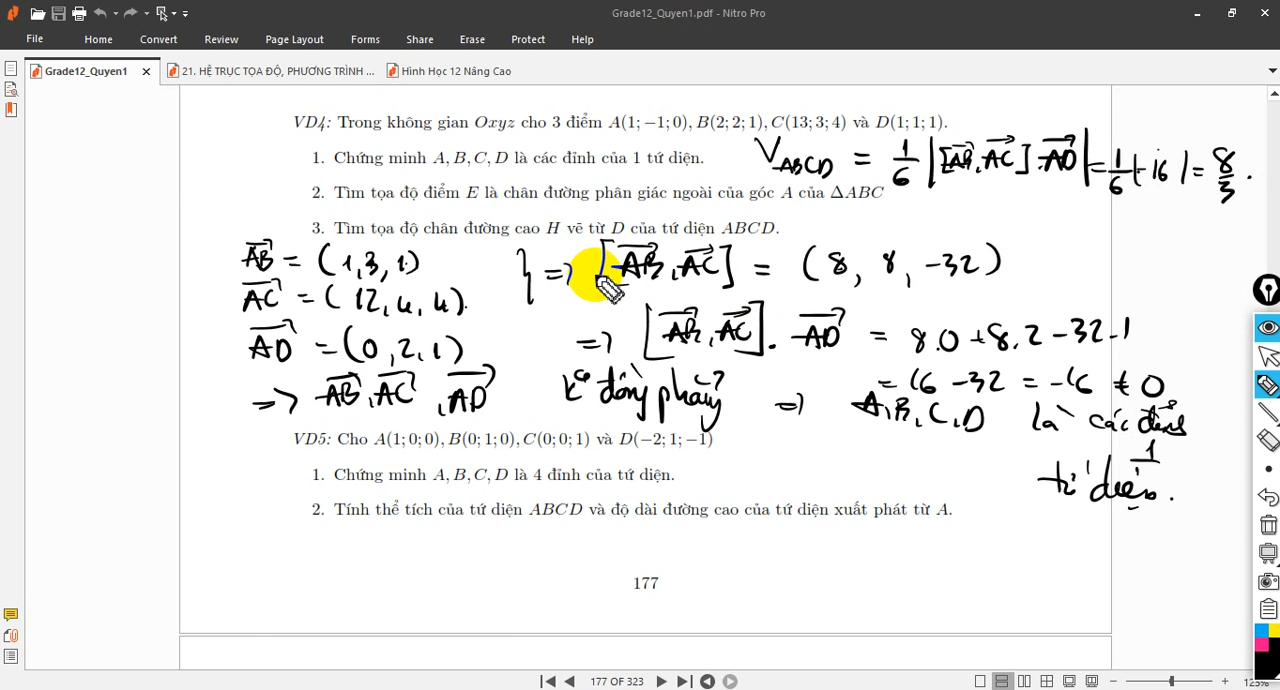 Grade12_Quyen1.pdf - Nitro Pro
File Home Convert Review Page Layout Forms Share Erase Protect Help
Grade12_Quyen1 × 21. HỆ TRỤC TỌA ĐỘ, PHƯƠNG TRÌNH ... Hình Học 12 Nâng Cao
VD4: Trong không gian Oxyz cho 3 điểm A(1;−1;0), B(2;2;1), C(13;3;4) và D(1;1;1).
1. Chứng minh A, B, C, D là các đỉnh của 1 tứ diện.
V_ABCD = 1/6 |[AB, AC] . AD| = 1/6 |-16| = 8/3 .
2. Tìm tọa độ điểm E là chân đường phân giác ngoài của góc A của ΔABC
3. Tìm tọa độ chân đường cao H vẽ từ D của tứ diện ABCD.
AB = (1, 3, 1) } => [AB, AC] = (8, 8, -32)
AC = (12, 4, 4).
AD = (0, 2, 1) => [AB, AC] . AD = 8.0 + 8.2 - 32.1
= 16 - 32 = -16 ≠ 0
=> AB, AC, AD k° đồng phẳng => A, B, C, D là các đỉnh
1
tứ diện.
VD5: Cho A(1;0;0), B(0;1;0), C(0;0;1) và D(−2;1;−1)
1. Chứng minh A, B, C, D là 4 đỉnh của tứ diện.
2. Tính thể tích của tứ diện ABCD và độ dài đường cao của tứ diện xuất phát từ A.
177
177 OF 323
125%